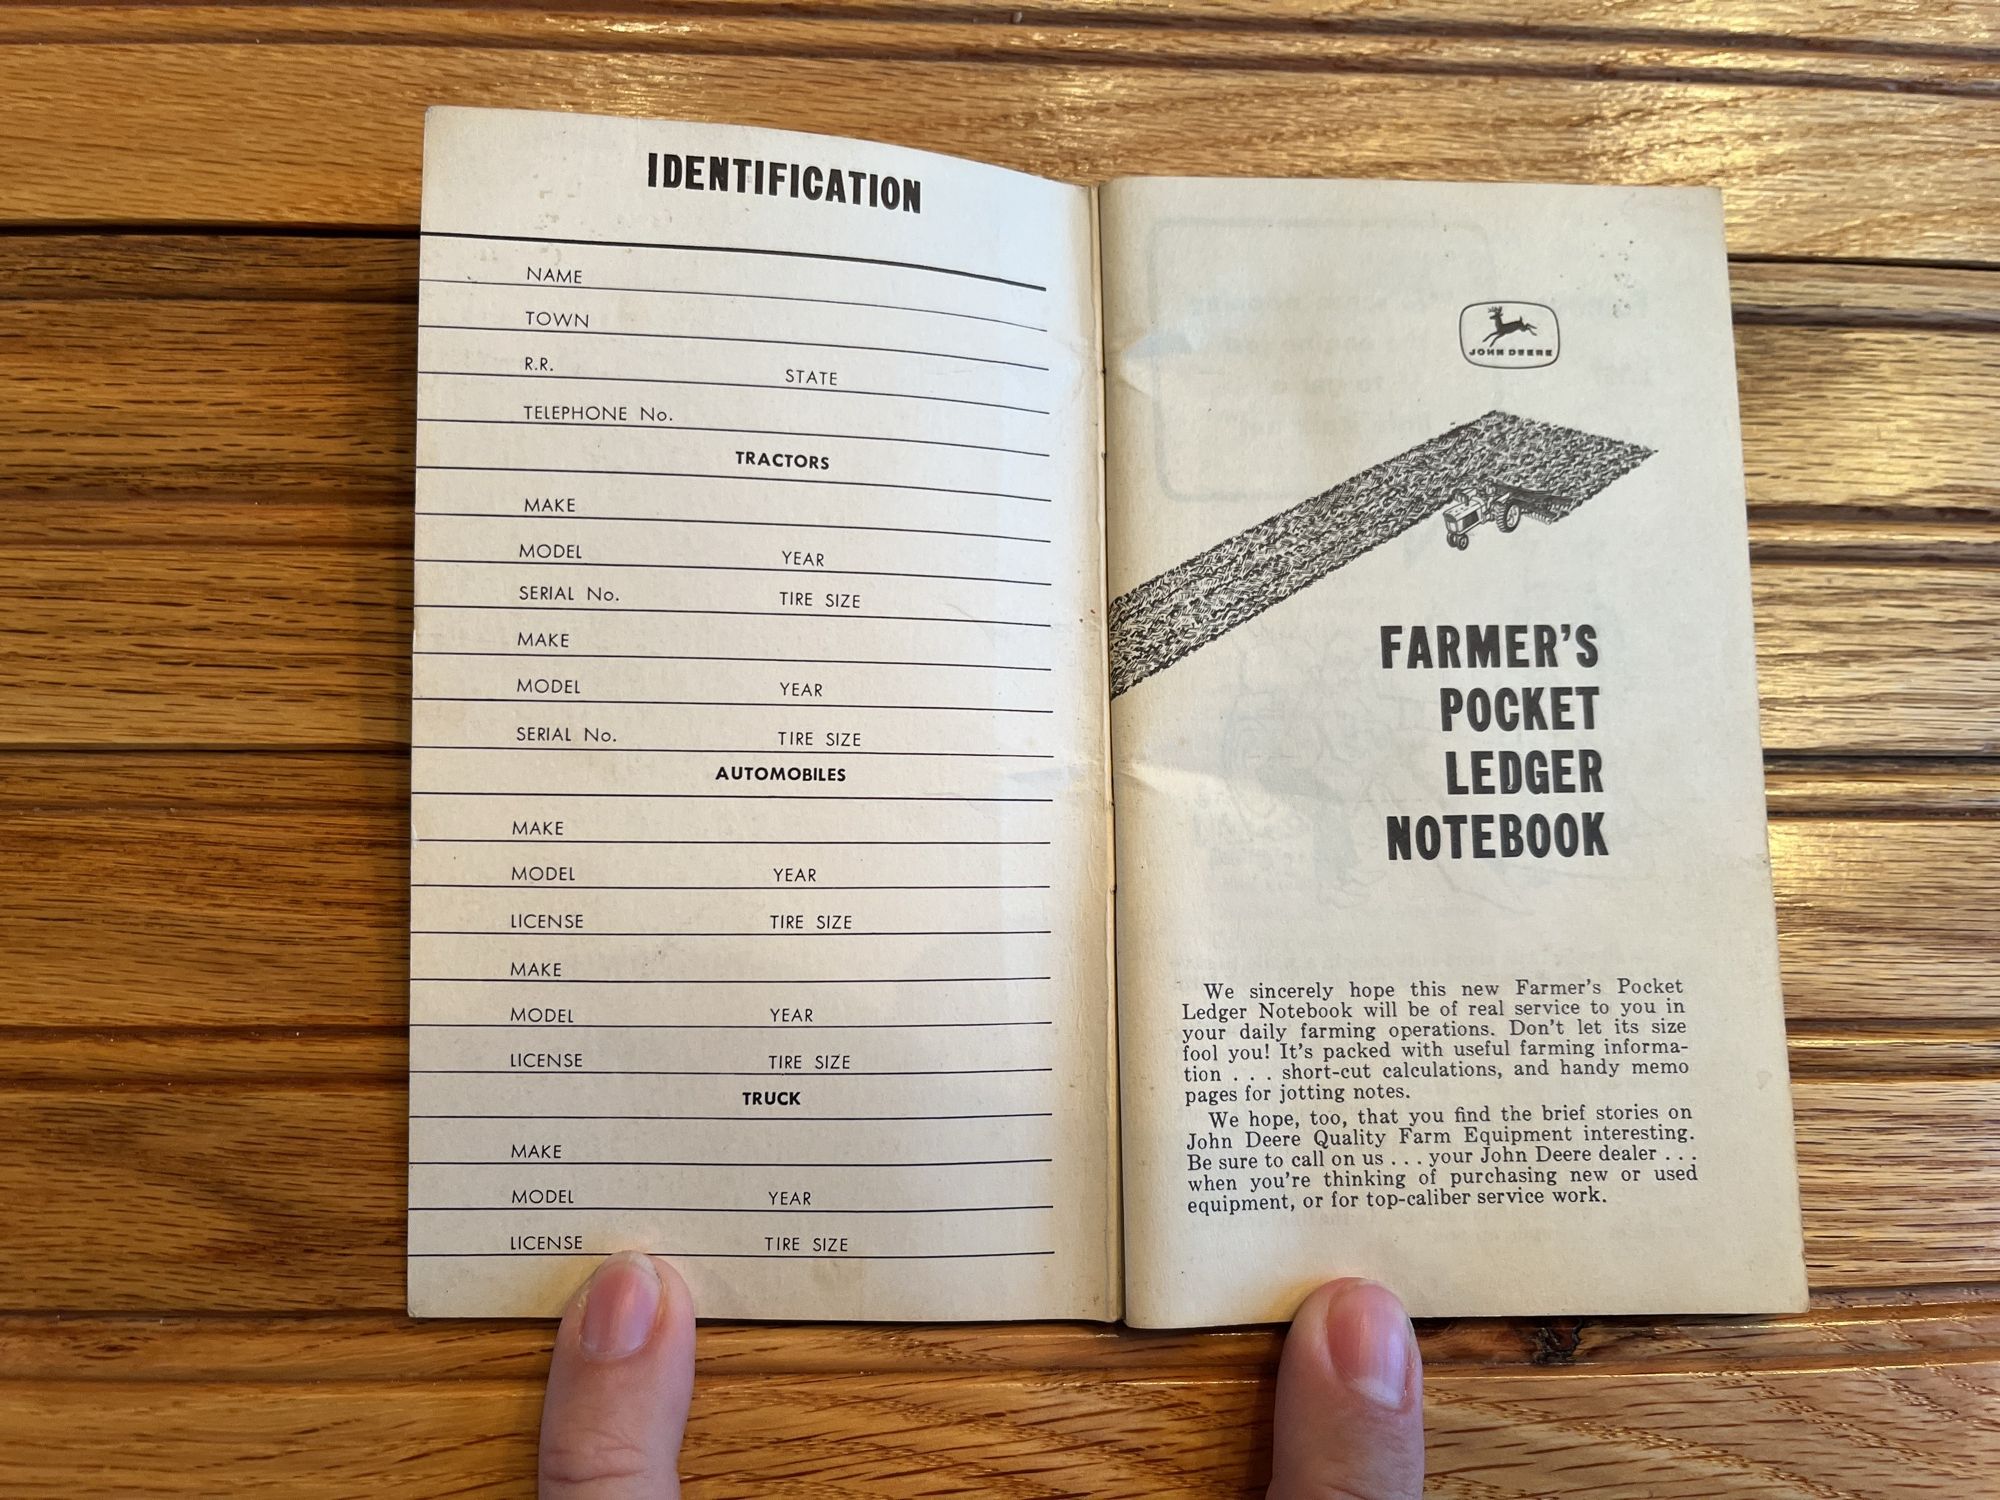 IDENTIFICATION
NAME
TOWN
R.R. STATE
TELEPHONE No.
TRACTORS
MAKE
MODEL YEAR
SERIAL No. TIRE SIZE
MAKE
MODEL YEAR
SERIAL No. TIRE SIZE
AUTOMOBILES
MAKE
MODEL YEAR
LICENSE TIRE SIZE
MAKE
MODEL YEAR
LICENSE TIRE SIZE
TRUCK
MAKE
MODEL YEAR
LICENSE TIRE SIZE
JOHN DEERE
FARMER'S
POCKET
LEDGER
NOTEBOOK
We sincerely hope this new Farmer's Pocket
Ledger Notebook will be of real service to you in
your daily farming operations. Don't let its size
fool you! It's packed with useful farming informa-
tion . . . short-cut calculations, and handy memo
pages for jotting notes.
We hope, too, that you find the brief stories on
John Deere Quality Farm Equipment interesting.
Be sure to call on us . . . your John Deere dealer . . .
when you're thinking of purchasing new or used
equipment, or for top-caliber service work.